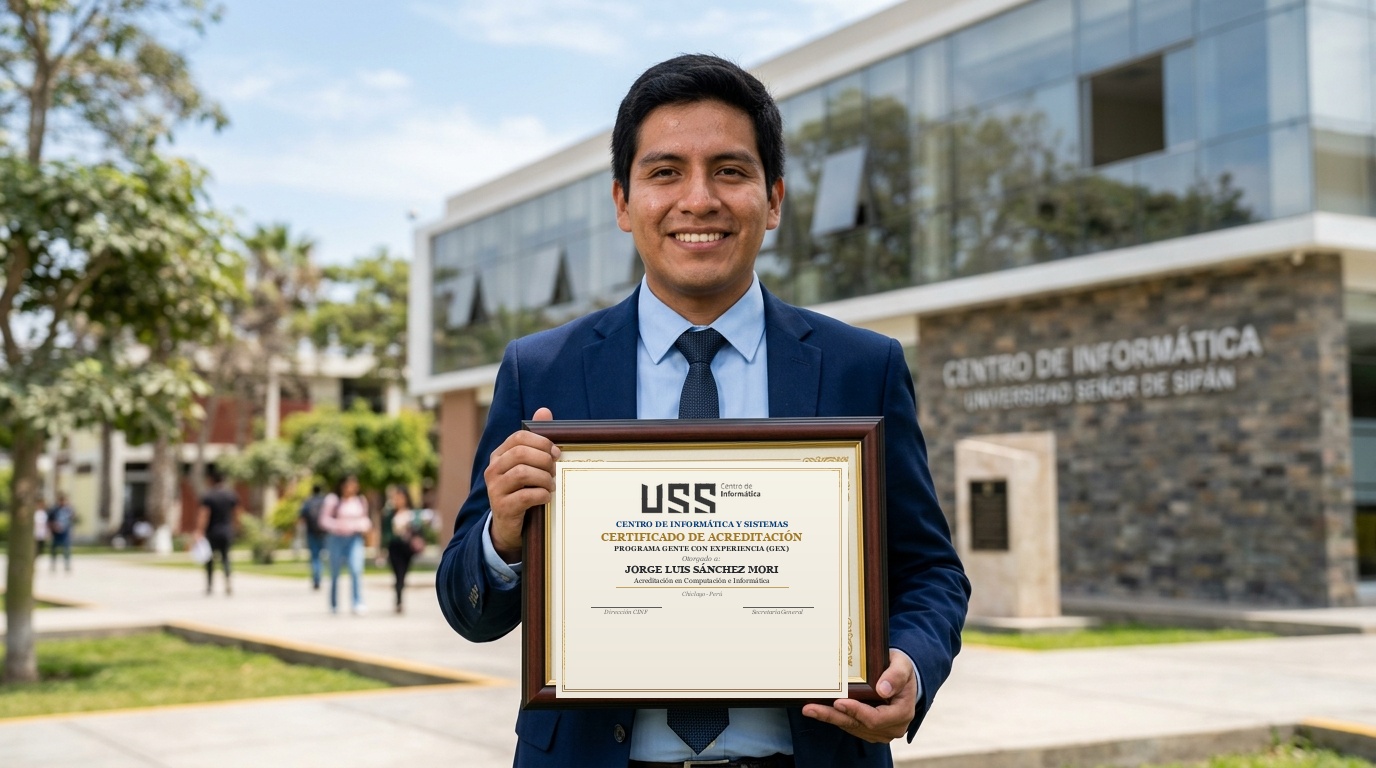 CENTRO DE INFORMÁTICA
UNIVERSIDAD SEÑOR DE SIPÁN
USS Centro de
Informática
CENTRO DE INFORMÁTICA Y SISTEMAS
CERTIFICADO DE ACREDITACIÓN
PROGRAMA GENTE CON EXPERIENCIA (GEX)
Otorgado a:
JORGE LUIS SÁNCHEZ MORI
Acreditación en Computación e Informática
Chiclayo - Perú
Dirección CINF
Secretaría General